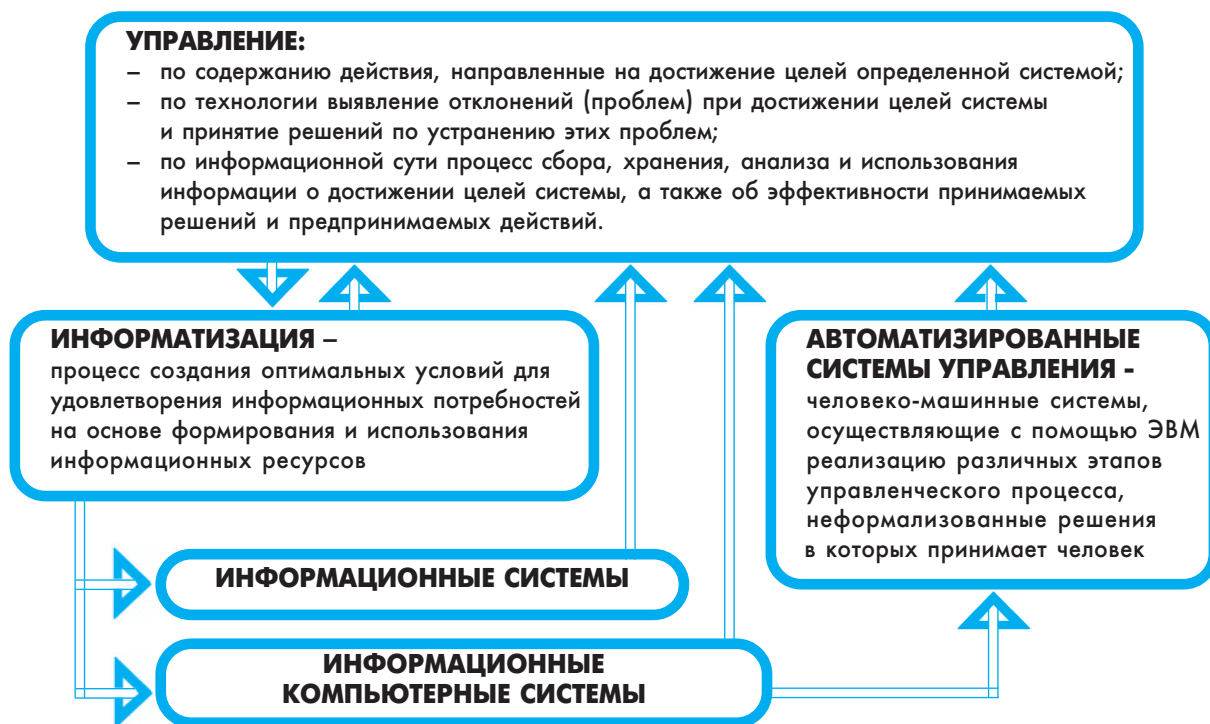 УПРАВЛЕНИЕ:
– по содержанию действия, направленные на достижение целей определенной системой;
– по технологии выявление отклонений (проблем) при достижении целей системы
и принятие решений по устранению этих проблем;
– по информационной сути процесс сбора, хранения, анализа и использования
информации о достижении целей системы, а также об эффективности принимаемых
решений и предпринимаемых действий.
ИНФОРМАТИЗАЦИЯ –
процесс создания оптимальных условий для
удовлетворения информационных потребностей
на основе формирования и использования
информационных ресурсов
АВТОМАТИЗИРОВАННЫЕ
СИСТЕМЫ УПРАВЛЕНИЯ -
человеко-машинные системы,
осуществляющие с помощью ЭВМ
реализацию различных этапов
управленческого процесса,
неформализованные решения
в которых принимает человек
ИНФОРМАЦИОННЫЕ СИСТЕМЫ
ИНФОРМАЦИОННЫЕ
КОМПЬЮТЕРНЫЕ СИСТЕМЫ